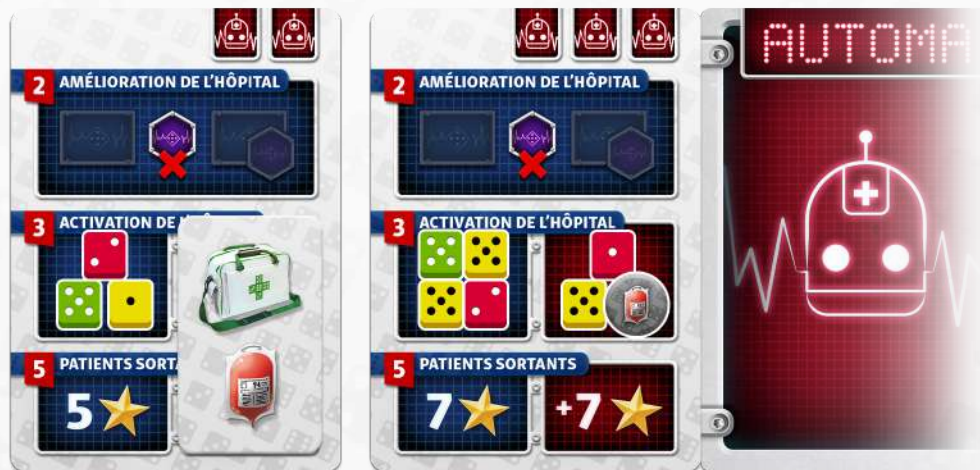 AUTOMA
2 AMÉLIORATION DE L'HÔPITAL
2 AMÉLIORATION DE L'HÔPITAL
3 ACTIVATION DE L'HÔPITAL
3 ACTIVATION DE
5 PATIENTS SORT
5
5 PATIENTS SORTANTS
7 +7